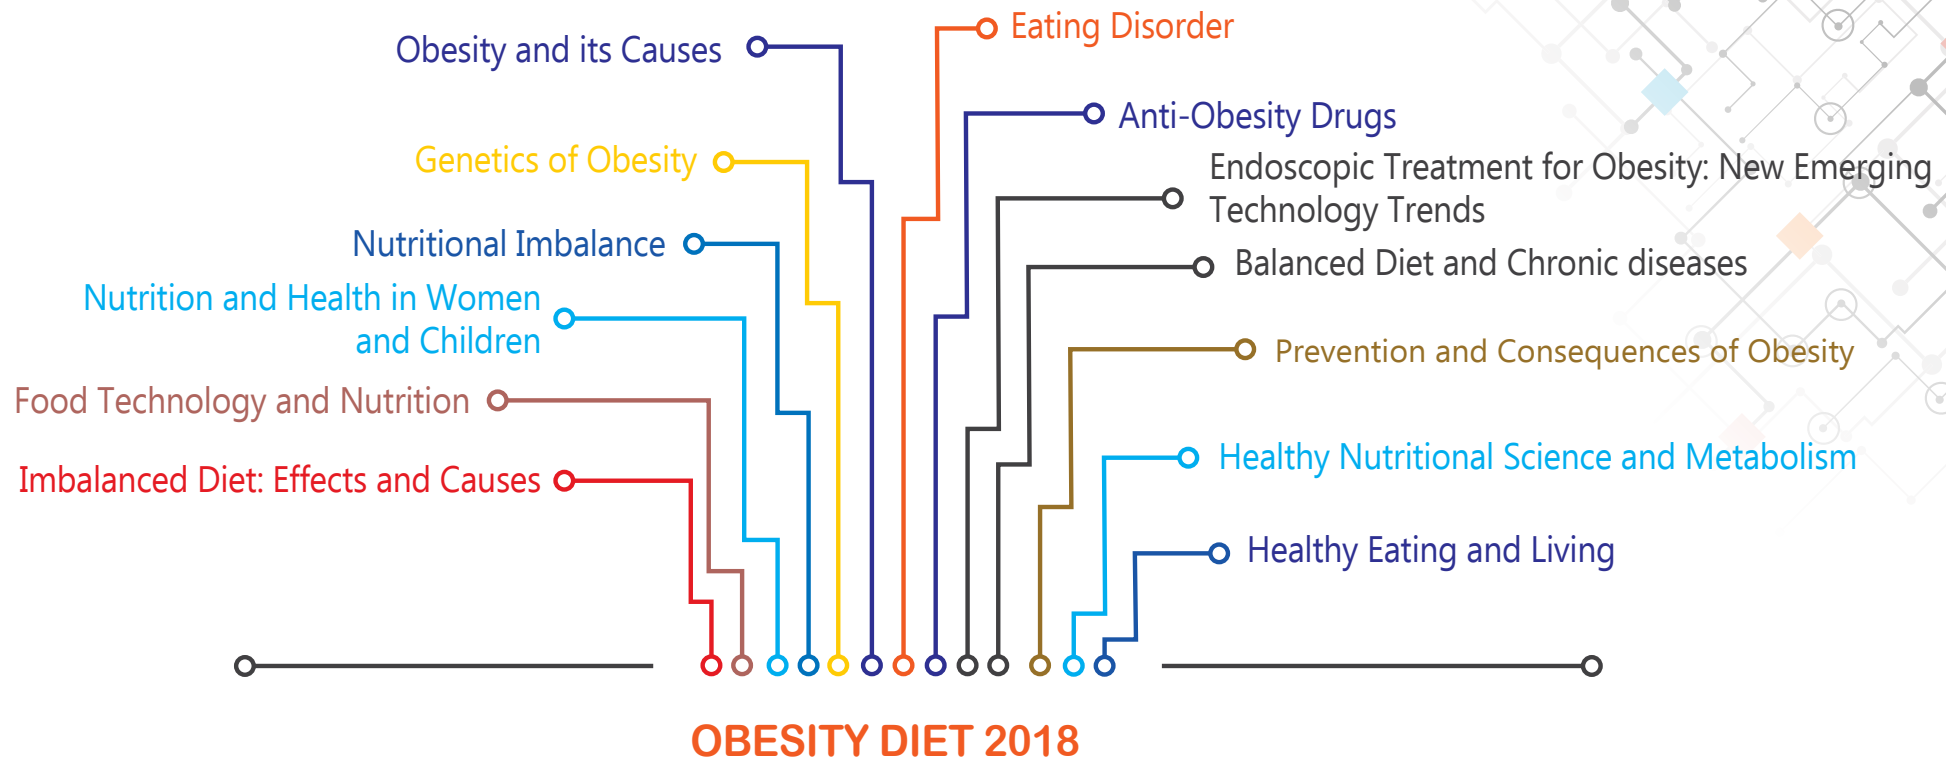 Obesity and its Causes
Genetics of Obesity
Nutritional Imbalance
Nutrition and Health in Women
and Children
Food Technology and Nutrition
Imbalanced Diet: Effects and Causes
Eating Disorder
Anti-Obesity Drugs
Endoscopic Treatment for Obesity: New Emerging
Technology Trends
Balanced Diet and Chronic diseases
Prevention and Consequences of Obesity
Healthy Nutritional Science and Metabolism
Healthy Eating and Living
OBESITY DIET 2018